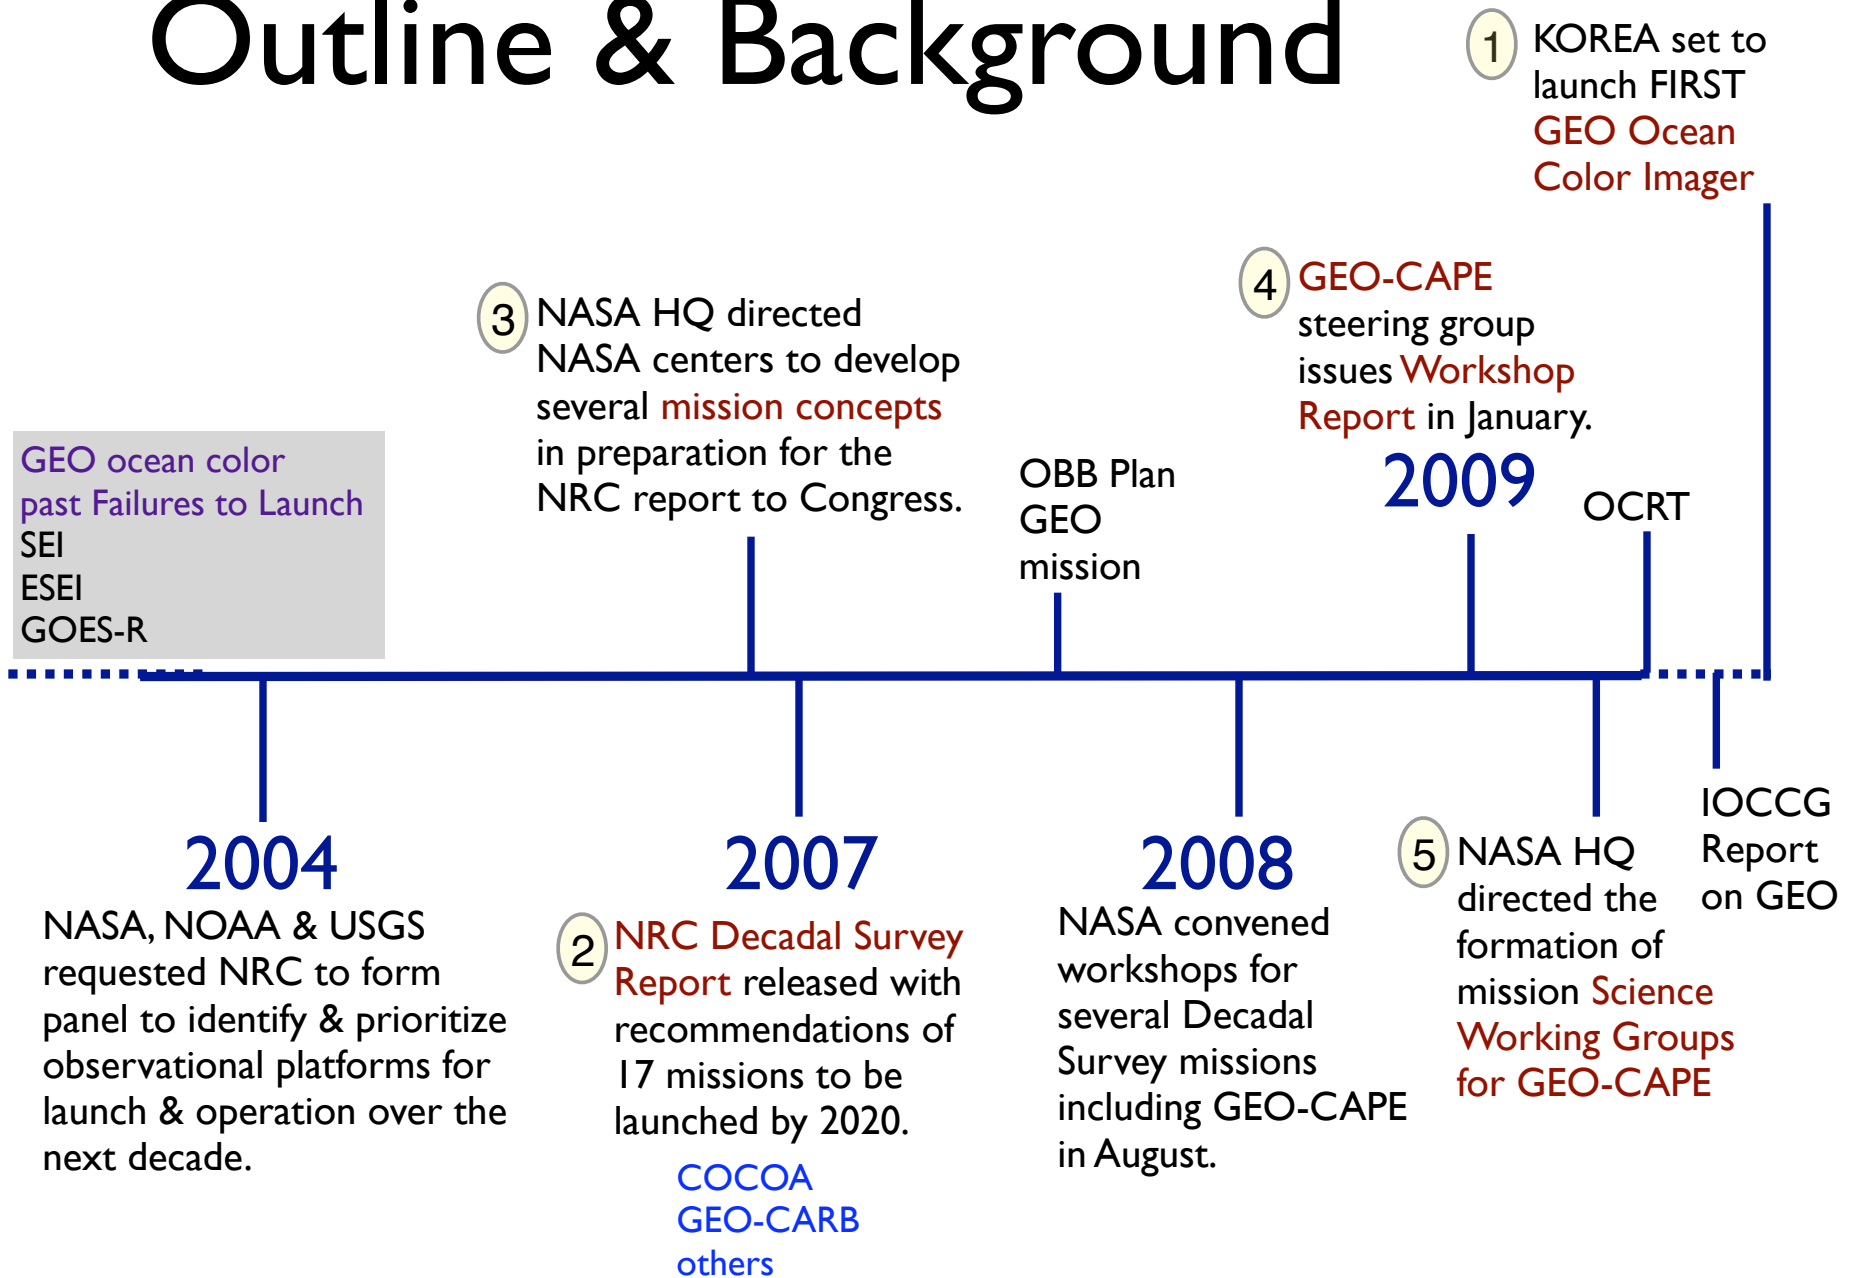 Outline & Background
1
KOREA set to
launch FIRST
GEO Ocean
Color Imager
3
NASA HQ directed
NASA centers to develop
several mission concepts
in preparation for the
NRC report to Congress.
4
GEO-CAPE
steering group
issues Workshop
Report in January.
2009
GEO ocean color
past Failures to Launch
SEI
ESEI
GOES-R
OBB Plan
GEO
mission
OCRT
2004
NASA, NOAA & USGS
requested NRC to form
panel to identify & prioritize
observational platforms for
launch & operation over the
next decade.
2007
2
NRC Decadal Survey
Report released with
recommendations of
17 missions to be
launched by 2020.
COCOA
GEO-CARB
others
2008
NASA convened
workshops for
several Decadal
Survey missions
including GEO-CAPE
in August.
5
NASA HQ
directed the
formation of
mission Science
Working Groups
for GEO-CAPE
IOCCG
Report
on GEO